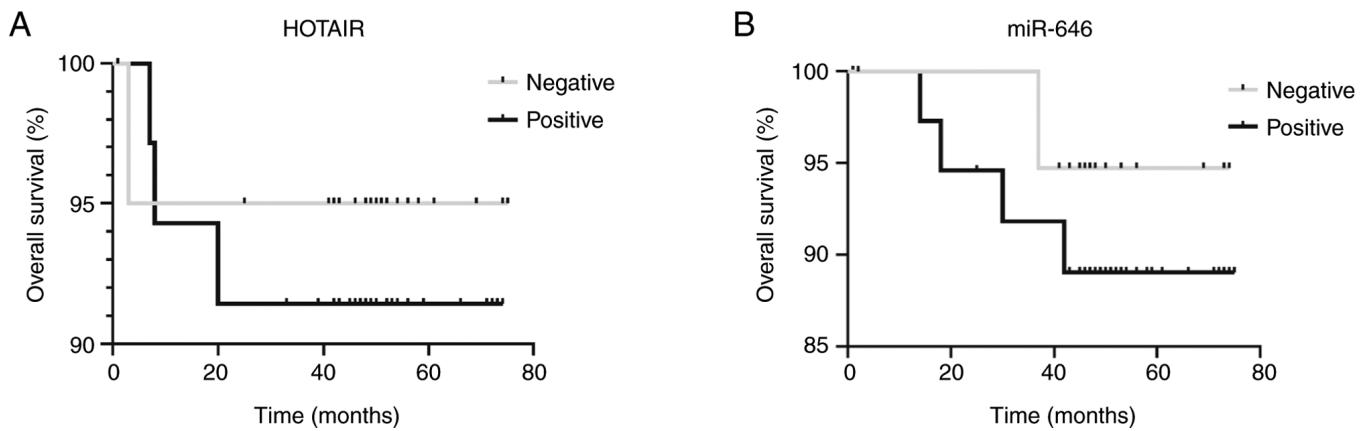 A
HOTAIR
100
95
90
Overall survival (%)
Negative
Positive
0
20
40
60
80
Time (months)
B
miR-646
100
95
90
85
Overall survival (%)
Negative
Positive
0
20
40
60
80
Time (months)